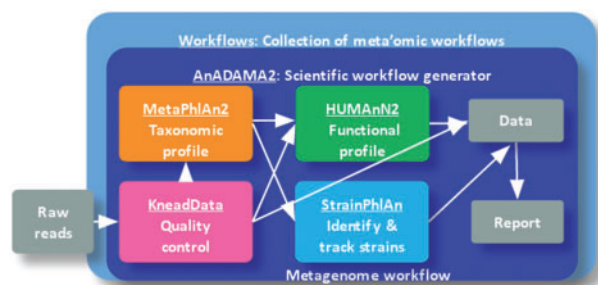 Workflows: Collection of meta'omic workflows
AnADAMA2: Scientific workflow generator
MetaPhlAn2
Taxonomic
profile
HUMAnN2
Functional
profile
Data
Raw
reads
KneadData
Quality
control
StrainPhlAn
Identify &
track strains
Report
Metagenome workflow